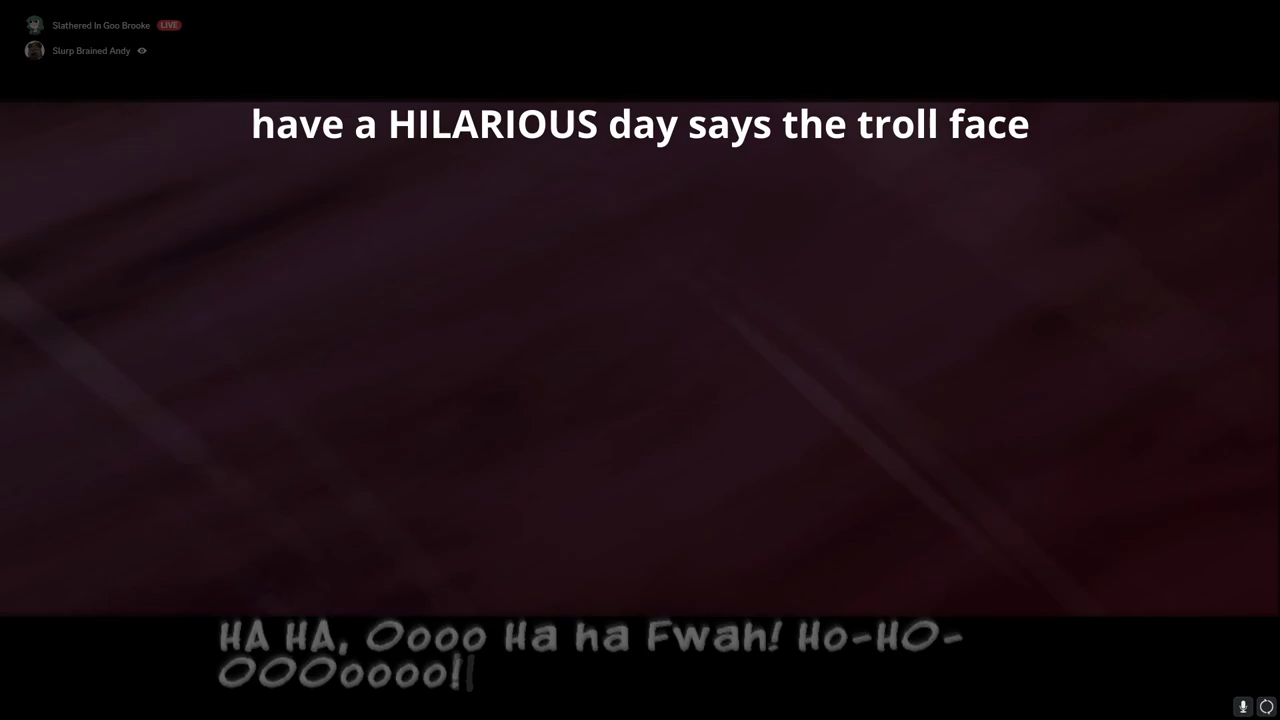 Slathered In Goo Brooke LIVE
Slurp Brained Andy
have a HILARIOUS day says the troll face
HA HA, Oooo Ha ha Fwah! Ho-HO-
OOOoooo!